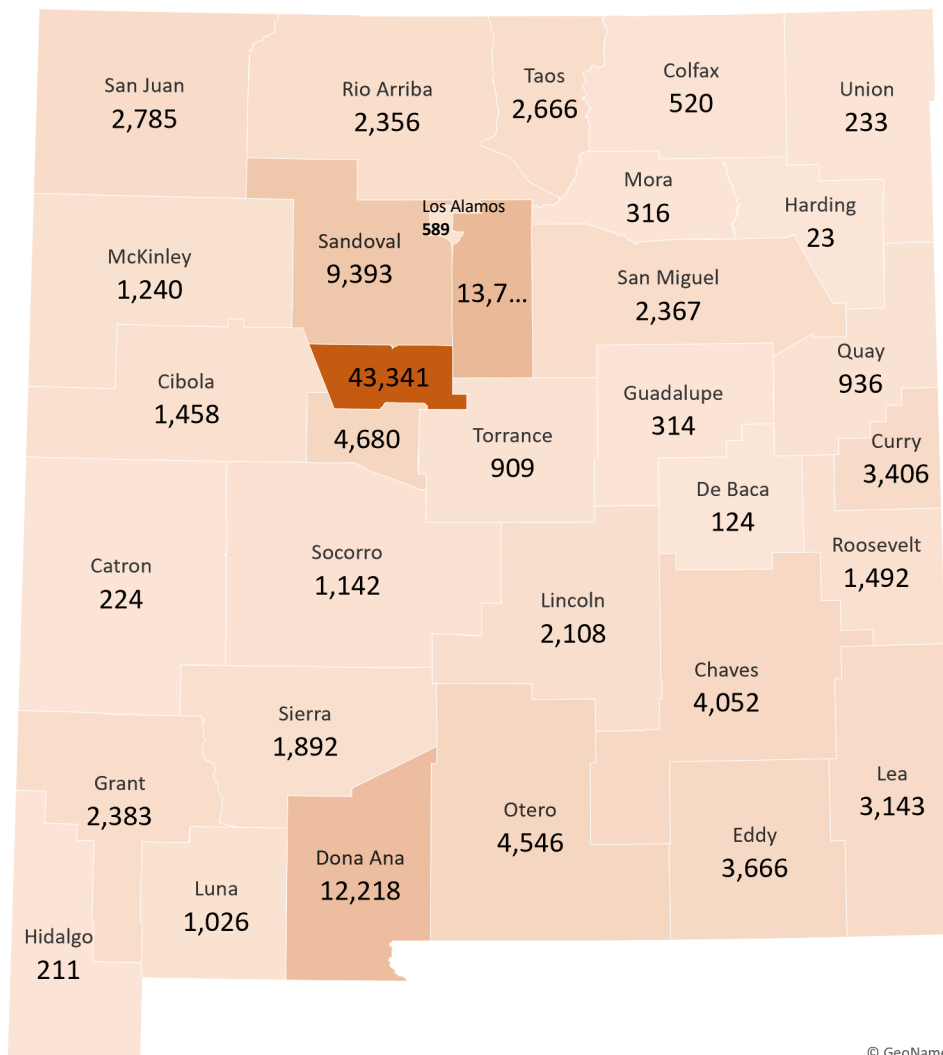 San Juan
2,785
Rio Arriba
2,356
Taos
2,666
Colfax
520
Union
233
Mora
316
Harding
23
Los Alamos
589
Sandoval
9,393
McKinley
1,240
13,7...
San Miguel
2,367
Quay
936
43,341
Cibola
1,458
Guadalupe
314
4,680
Torrance
909
Curry
3,406
De Baca
124
Roosevelt
1,492
Catron
224
Socorro
1,142
Lincoln
2,108
Chaves
4,052
Sierra
1,892
Grant
2,383
Lea
3,143
Otero
4,546
Eddy
3,666
Dona Ana
12,218
Luna
1,026
Hidalgo
211
© GeoName